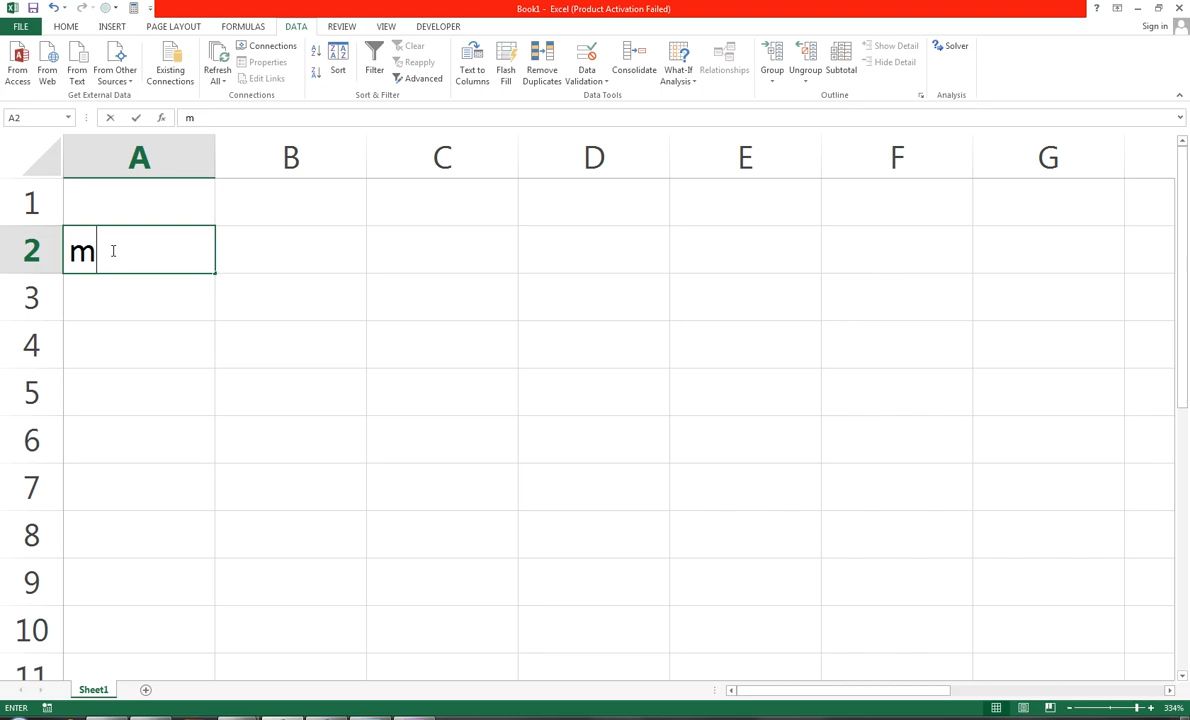 Book1 - Excel (Product Activation Failed)
FILE HOME INSERT PAGE LAYOUT FORMULAS DATA REVIEW VIEW DEVELOPER Sign in
From Access
From Web
From Text
From Other Sources
Get External Data
Existing Connections
Refresh All
Connections
Properties
Edit Links
Connections
Sort
Filter
Clear
Reapply
Advanced
Sort & Filter
Text to Columns
Flash Fill
Remove Duplicates
Data Validation
Consolidate
What-If Analysis
Relationships
Data Tools
Group
Ungroup
Subtotal
Show Detail
Hide Detail
Outline
Solver
Analysis
A2 fx m
A B C D E F G
1
2 m
3
4
5
6
7
8
9
10
11
Sheet1
ENTER 334%